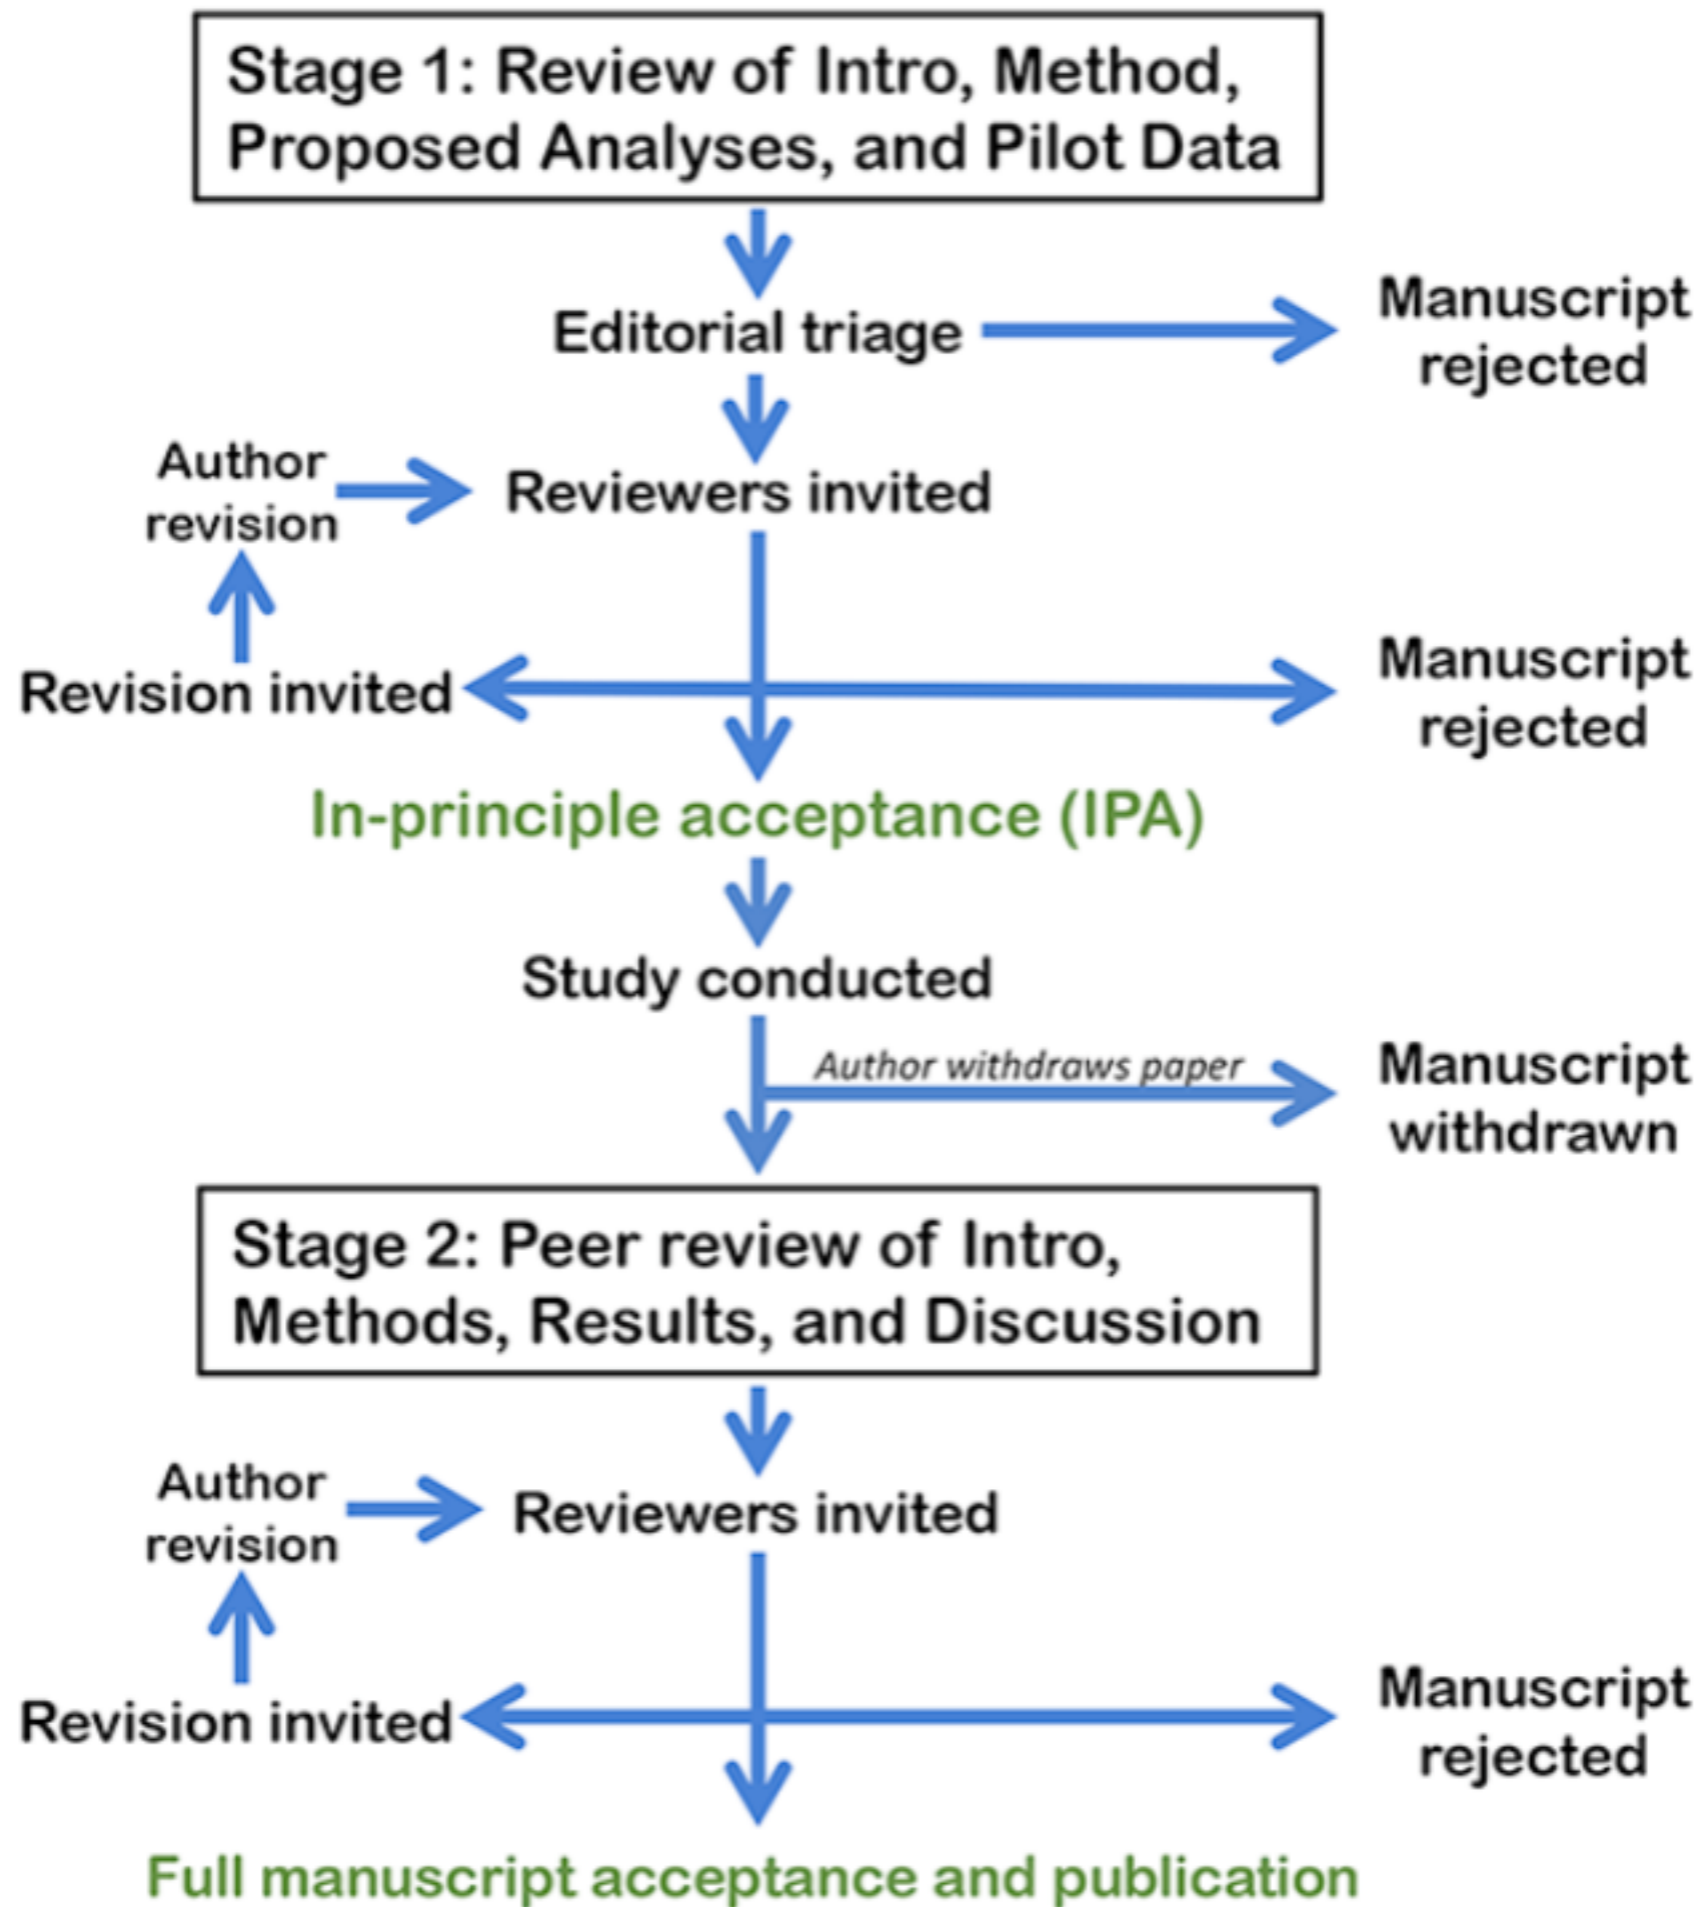 Stage 1: Review of Intro, Method,
Proposed Analyses, and Pilot Data
Editorial triage
Manuscript
rejected
Author
revision
Reviewers invited
Revision invited
Manuscript
rejected
In-principle acceptance (IPA)
Study conducted
Author withdraws paper
Manuscript
withdrawn
Stage 2: Peer review of Intro,
Methods, Results, and Discussion
Author
revision
Reviewers invited
Revision invited
Manuscript
rejected
Full manuscript acceptance and publication